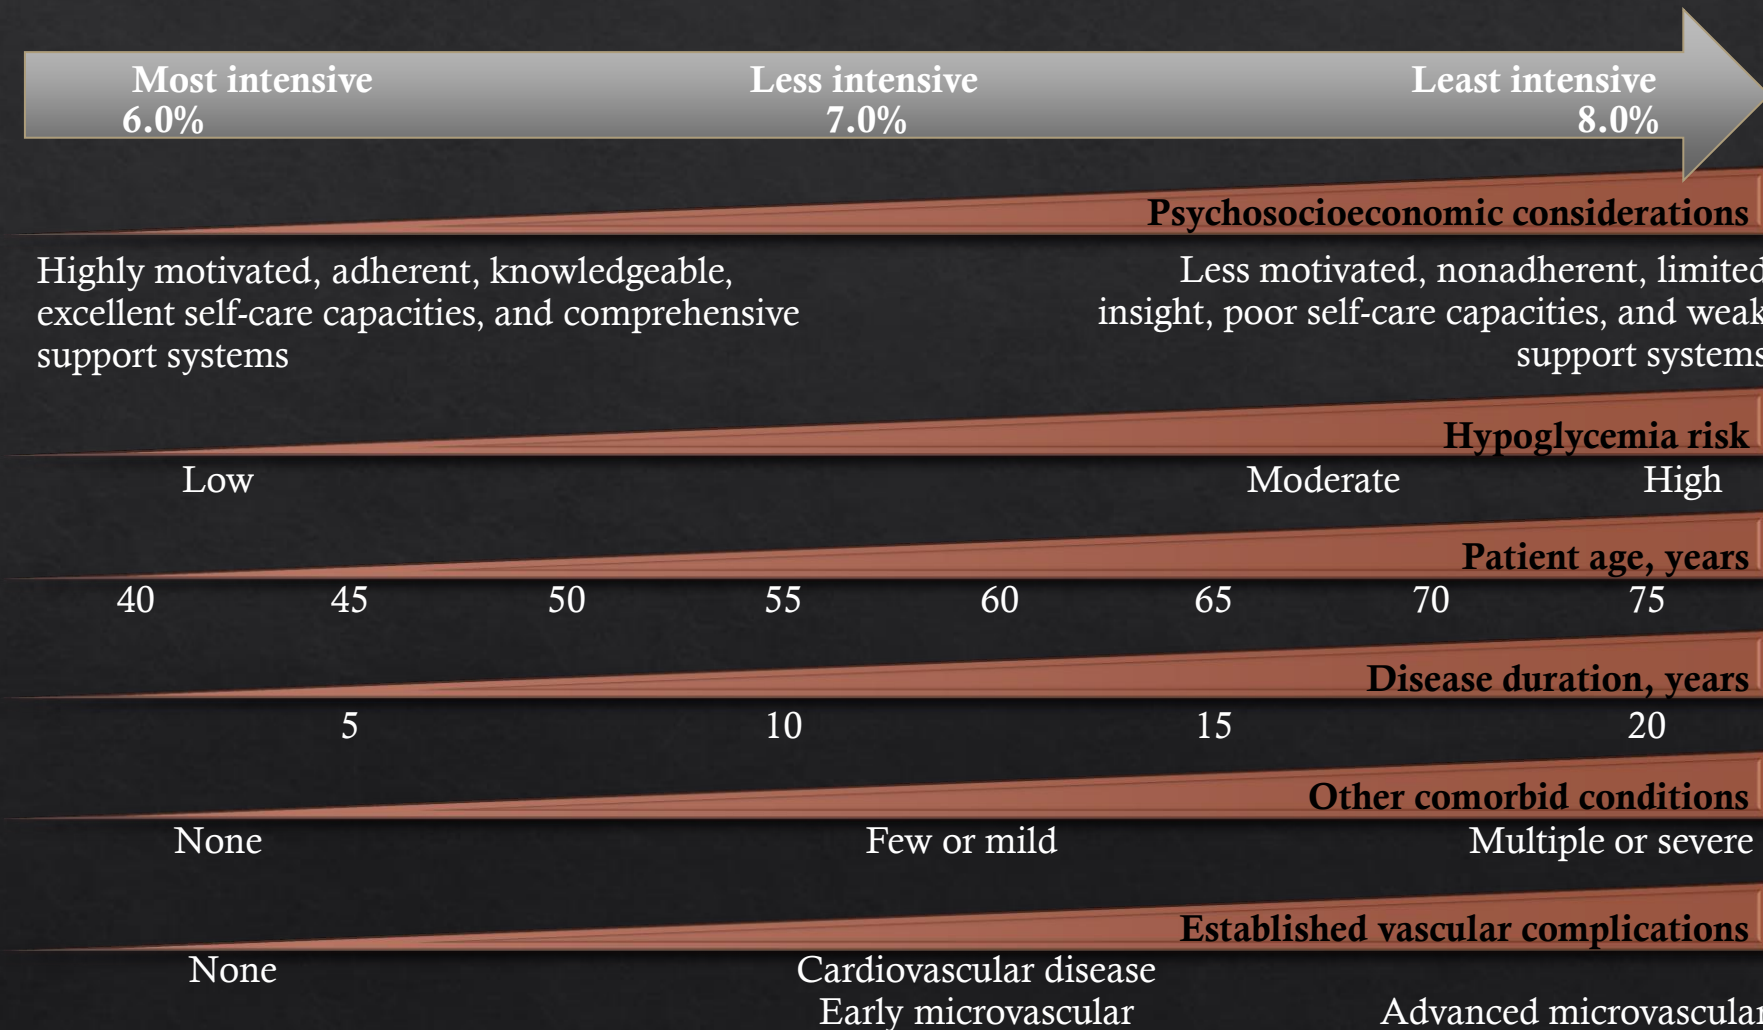 Most intensive Less intensive Least intensive
6.0% 7.0% 8.0%
Psychosocioeconomic considerations
Highly motivated, adherent, knowledgeable,
excellent self-care capacities, and comprehensive
support systems
Less motivated, nonadherent, limited
insight, poor self-care capacities, and weak
support systems
Hypoglycemia risk
Low Moderate High
Patient age, years
40 45 50 55 60 65 70 75
Disease duration, years
5 10 15 20
Other comorbid conditions
None Few or mild Multiple or severe
Established vascular complications
None Cardiovascular disease
Early microvascular Advanced microvascular